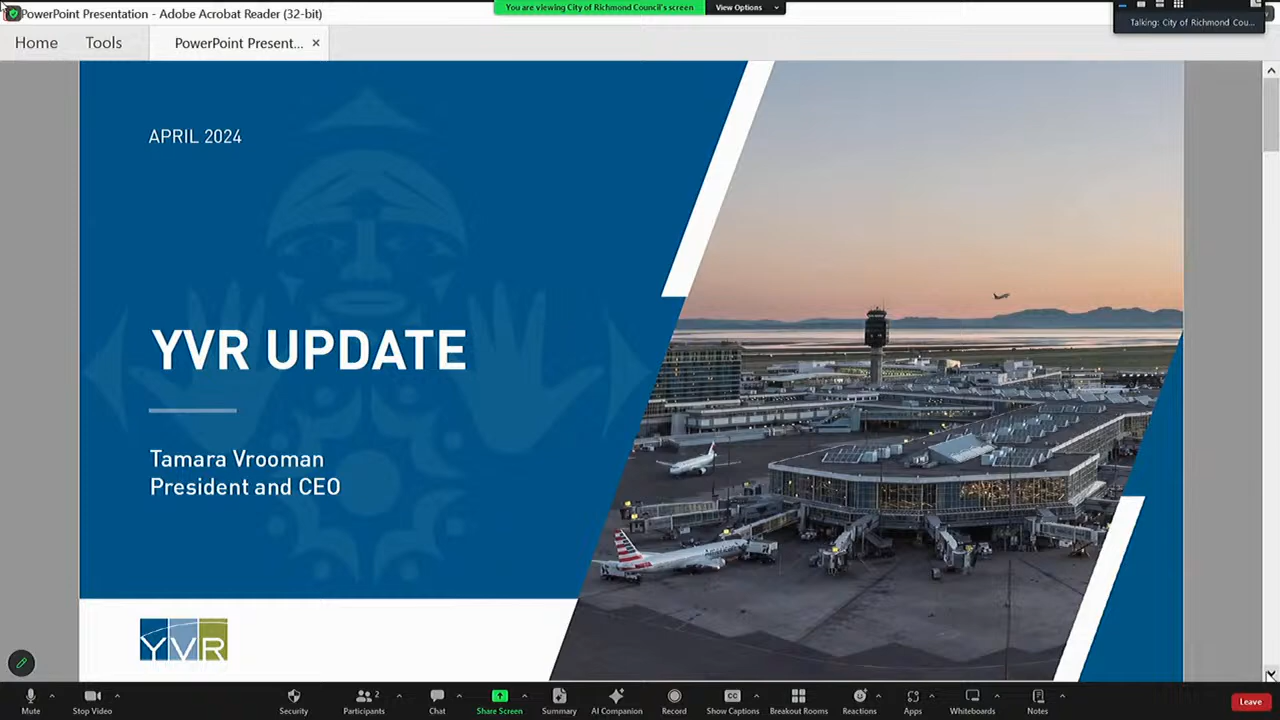 PowerPoint Presentation - Adobe Acrobat Reader (32-bit)
You are viewing City of Richmond Council's screen
View Options
Talking: City of Richmond Cou...
Home
Tools
PowerPoint Present...
APRIL 2024
YVR UPDATE
Tamara Vrooman
President and CEO
YVR
Mute
Stop Video
Security
Participants
2
Chat
Share Screen
Summary
AI Companion
Record
CC
Show Captions
Breakout Rooms
Reactions
Apps
Whiteboards
Notes
Leave